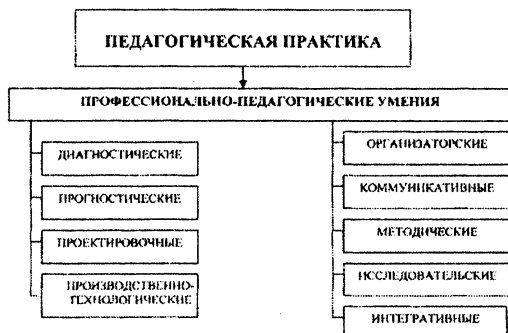 ПЕДАГОГИЧЕСКАЯ ПРАКТИКА
ПРОФЕССИОНАЛЬНО-ПЕДАГОГИЧЕСКИЕ УМЕНИЯ
ДИАГНОСТИЧЕСКИЕ
ПРОГНОСТИЧЕСКИЕ
ПРОЕКТИРОВОЧНЫЕ
ПРОИЗВОДСТВЕННО-
ТЕХНОЛОГИЧЕСКИЕ
ОРГАНИЗАТОРСКИЕ
КОММУНИКАТИВНЫЕ
МЕТОДИЧЕСКИЕ
ИССЛЕДОВАТЕЛЬСКИЕ
ИНТЕГРАТИВНЫЕ